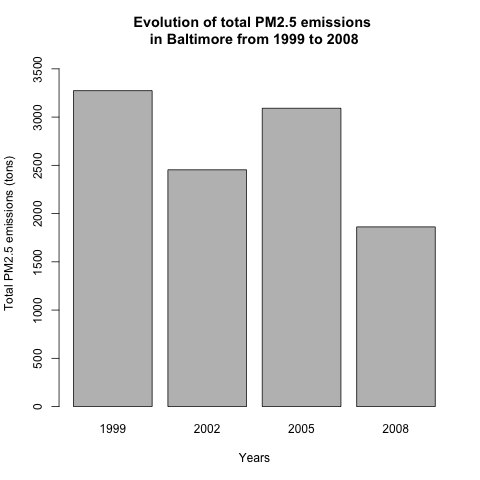 Evolution of total PM2.5 emissions
in Baltimore from 1999 to 2008
Total PM2.5 emissions (tons)
3500
3000
2500
2000
1500
1000
500
0
1999 2002 2005 2008
Years